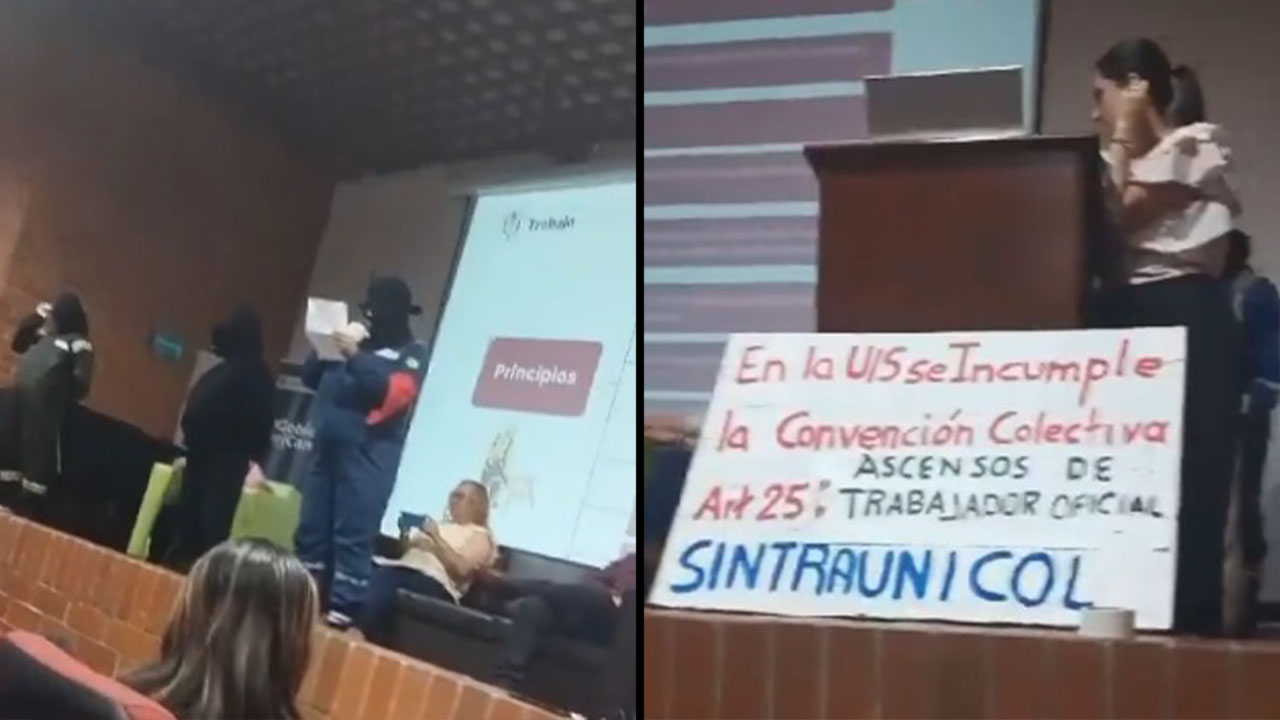 Trabajo
Principios
En la UIS se Incumple
la Convención Colectiva
ASCENSOS DE
Art 25: TRABAJADOR OFICIAL
SINTRAUNICOL